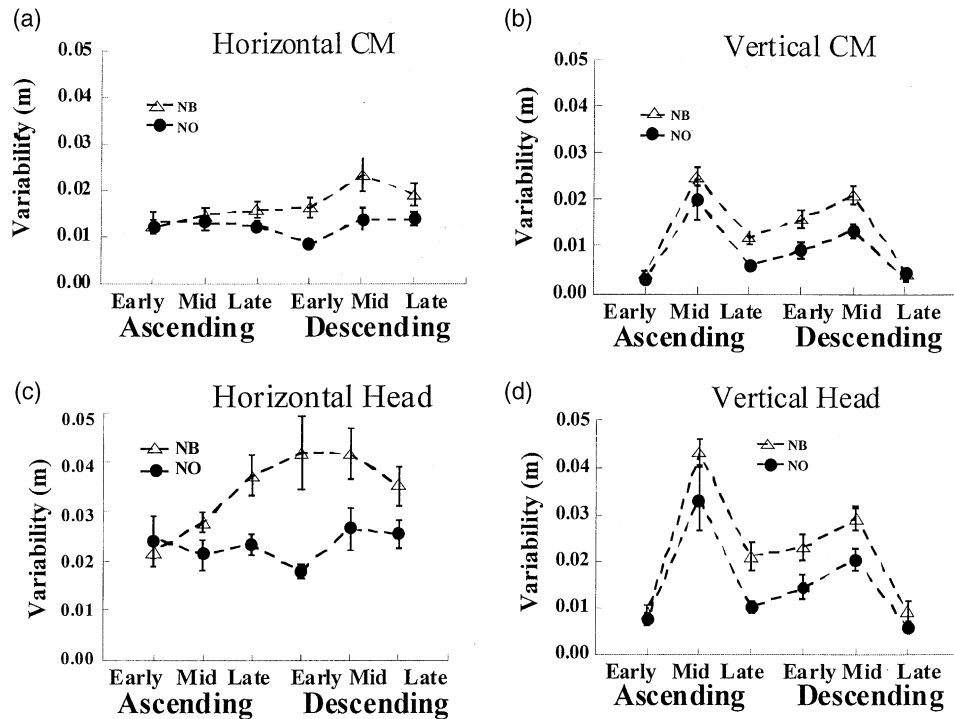 (a)
Horizontal CM
0.05
0.04
0.03
0.02
0.01
0.00
Variability (m)
NB
NO
Early Mid Late Early Mid Late
Ascending Descending
(b)
Vertical CM
0.05
0.04
0.03
0.02
0.01
0.00
Variability (m)
NB
NO
Early Mid Late Early Mid Late
Ascending Descending
(c)
Horizontal Head
0.05
0.04
0.03
0.02
0.01
0.00
Variability (m)
NB
NO
Early Mid Late Early Mid Late
Ascending Descending
(d)
Vertical Head
0.05
0.04
0.03
0.02
0.01
0.00
Variability (m)
NB
NO
Early Mid Late Early Mid Late
Ascending Descending